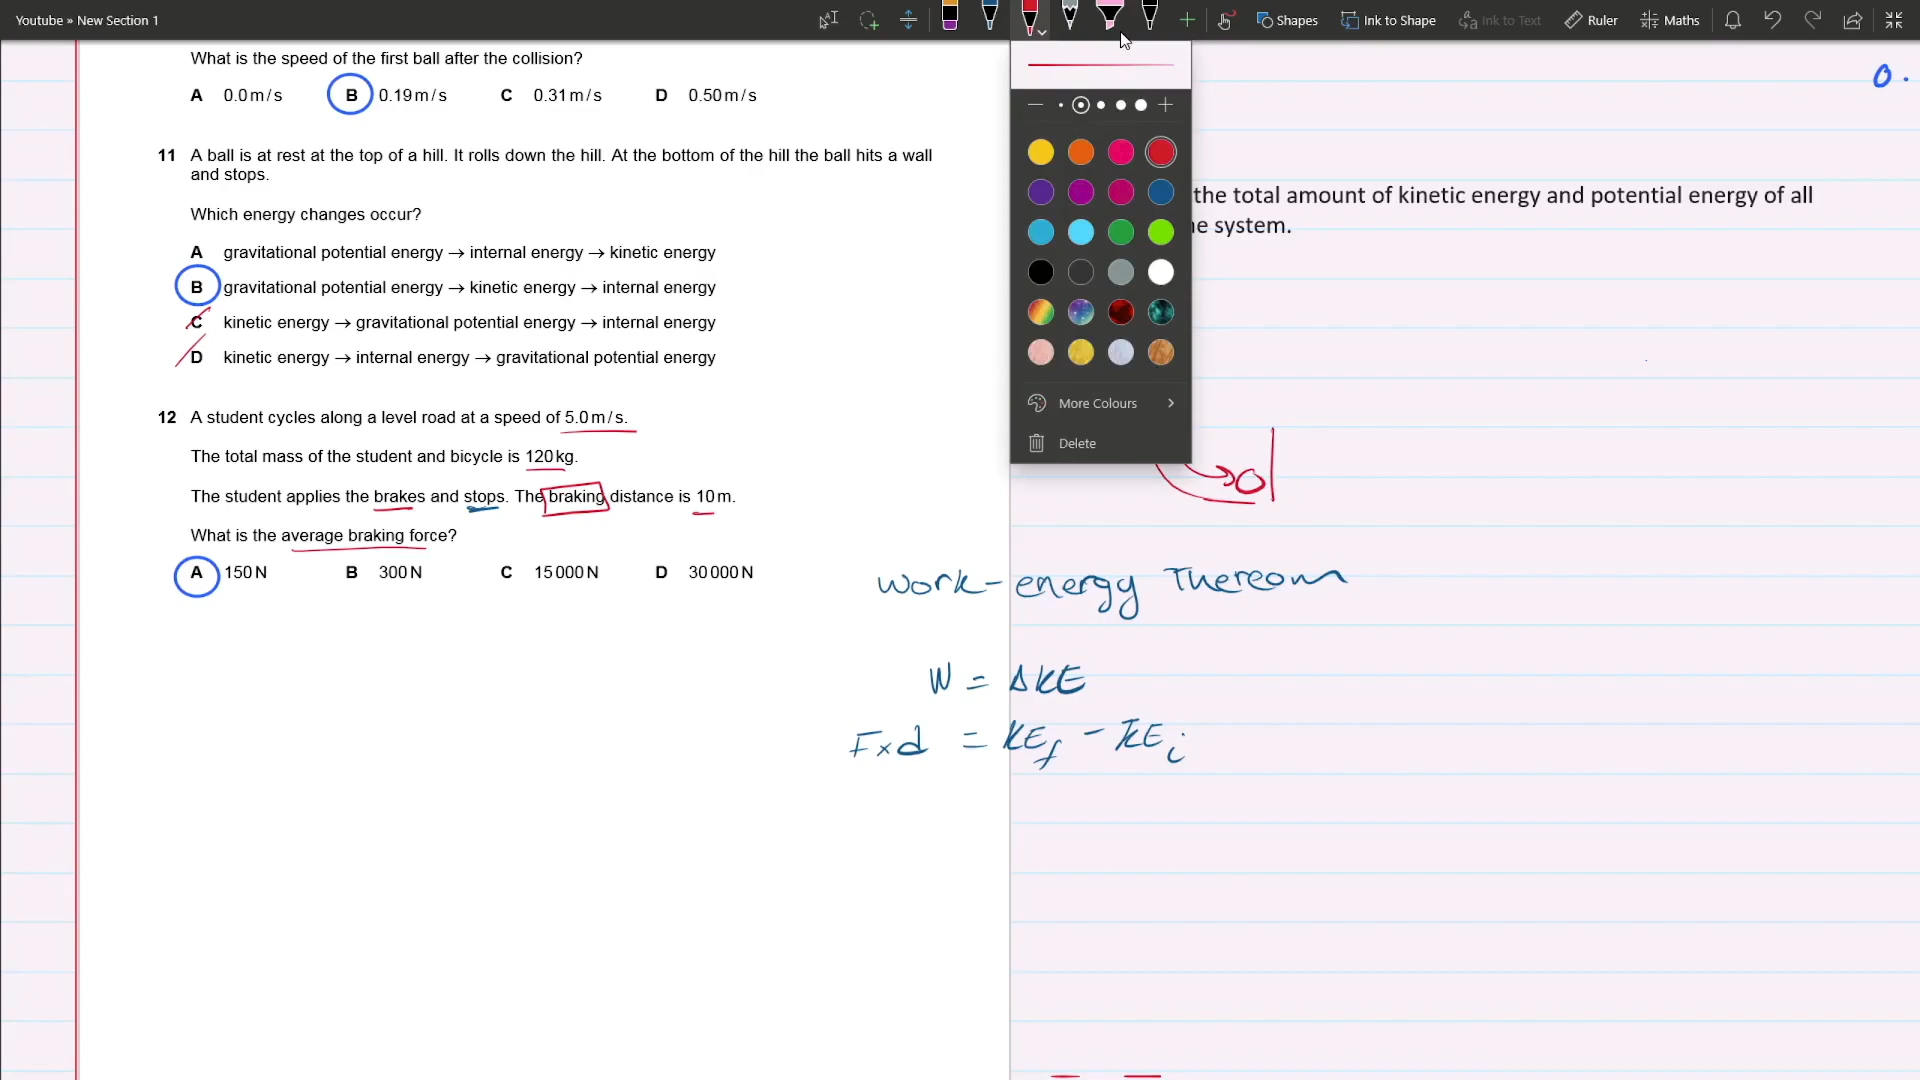 Youtube » New Section 1
Shapes
Ink to Shape
Ink to Text
Ruler
Maths
What is the speed of the first ball after the collision?
A 0.0 m/s B 0.19 m/s C 0.31 m/s D 0.50 m/s
0.
11 A ball is at rest at the top of a hill. It rolls down the hill. At the bottom of the hill the ball hits a wall
and stops.
the total amount of kinetic energy and potential energy of all
system.
Which energy changes occur?
A gravitational potential energy → internal energy → kinetic energy
B gravitational potential energy → kinetic energy → internal energy
C kinetic energy → gravitational potential energy → internal energy
D kinetic energy → internal energy → gravitational potential energy
More Colours
Delete
12 A student cycles along a level road at a speed of 5.0 m/s.
The total mass of the student and bicycle is 120 kg.
The student applies the brakes and stops. The braking distance is 10 m.
What is the average braking force?
A 150 N B 300 N C 15 000 N D 30 000 N
work-energy Thereom
W = ΔKE
F×d = KEf - KEi